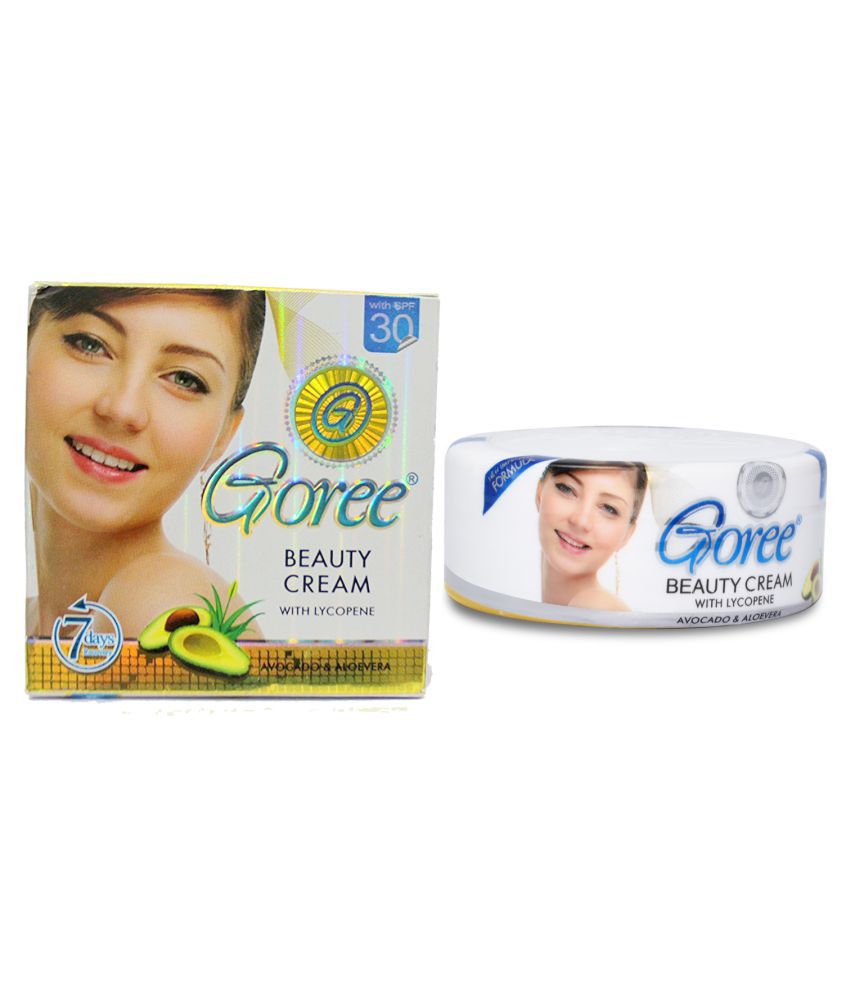 with SPF
30
G
Goree®
BEAUTY
CREAM
WITH LYCOPENE
7 days
AVOCADO & ALOEVERA
FORMULA
Goree®
BEAUTY CREAM
WITH LYCOPENE
AVOCADO & ALOEVERA